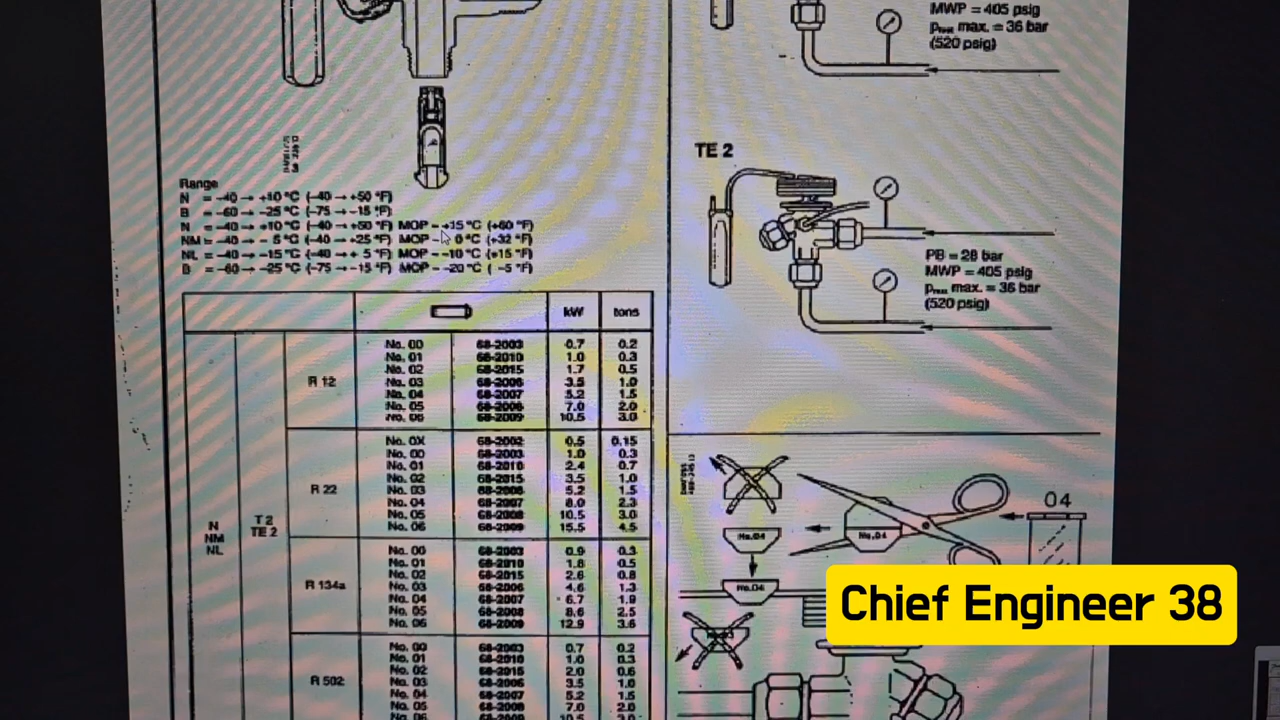 MWP = 405 psig
max. = 36 bar
(520 psig)
TE 2
Range
N = -40 → +10 °C (-40 → +50 °F)
B = -60 → -25 °C (-75 → -15 °F)
N = -40 → +10 °C (-40 → +50 °F) MOP - +15 °C (+60 °F)
NM = -40 → - 5 °C (-40 → +25 °F) MOP - 0 °C (+32 °F)
NL = -40 → -15 °C (-40 → + 5 °F) MOP - -10 °C (+15 °F)
B = -60 → -25 °C (-75 → -15 °F) MOP - -20 °C ( -5 °F)
PB = 28 bar
MWP = 405 psig
max. = 36 bar
(520 psig)
kW tons
N
NM
NL
T 2
TE 2
R 12
No. 00 68-2003 0.7 0.2
No. 01 68-2010 1.0 0.3
No. 02 68-2015 1.7 0.5
No. 03 68-2006 3.5 1.0
No. 04 68-2007 5.2 1.5
No. 05 68-2008 7.0 2.0
No. 06 68-2009 10.5 3.0
R 22
No. 0X 68-2002 0.5 0.15
No. 00 68-2003 1.0 0.3
No. 01 68-2010 2.4 0.7
No. 02 68-2015 3.5 1.0
No. 03 68-2006 5.2 1.5
No. 04 68-2007 8.0 2.3
No. 05 68-2008 10.5 3.0
No. 06 68-2009 15.5 4.5
R 134a
No. 00 68-2003 0.9 0.3
No. 01 68-2010 1.8 0.5
No. 02 68-2015 2.6 0.8
No. 03 68-2006 4.6 1.3
No. 04 68-2007 6.7 1.9
No. 05 68-2008 8.6 2.5
No. 06 68-2009 12.9 3.6
R 502
No. 00 68-2003 0.7 0.2
No. 01 68-2010 1.0 0.3
No. 02 68-2015 2.0 0.6
No. 03 68-2006 3.5 1.0
No. 04 68-2007 5.2 1.5
No. 05 68-2008 7.0 2.0
No. 06 68-2009 10.5 3.0
Danfoss
04
No.04
No.04
No.04
Chief Engineer 38